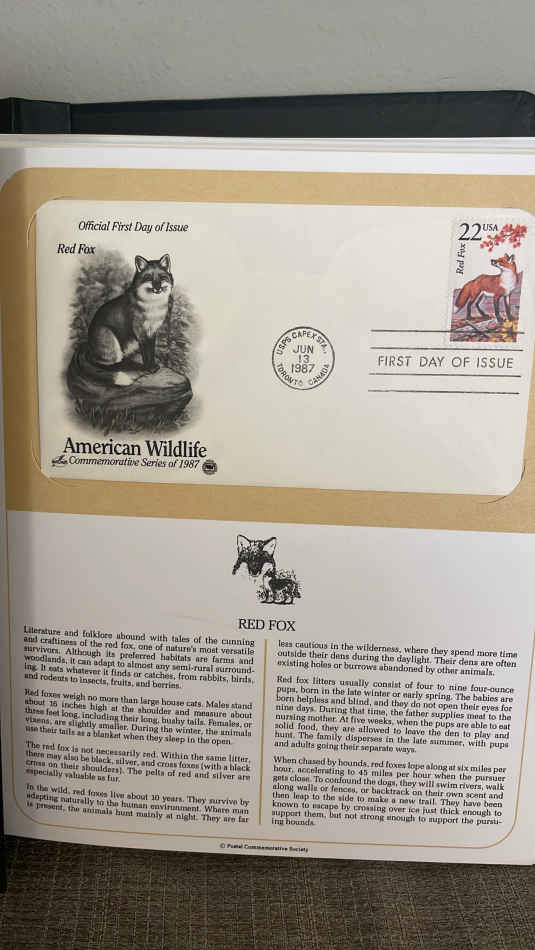 Official First Day of Issue
Red Fox
22 USA
Red Fox
USPS CAPEX STA.
JUN
13
1987
TORONTO CANADA
FIRST DAY OF ISSUE
American Wildlife
Commemorative Series of 1987
RED FOX
Literature and folklore abound with tales of the cunning
and craftiness of the red fox, one of nature's most versatile
survivors. Although its preferred habitats are farms and
woodlands, it can adapt to almost any semi-rural surround-
ing. It eats whatever it finds or catches, from rabbits, birds,
and rodents to insects, fruits, and berries.
Red foxes weigh no more than large house cats. Males stand
about 16 inches high at the shoulder and measure about
three feet long, including their long, bushy tails. Females, or
vixens, are slightly smaller. During the winter, the animals
use their tails as a blanket when they sleep in the open.
The red fox is not necessarily red. Within the same litter,
there may also be black, silver, and cross foxes (with a black
cross on their shoulders). The pelts of red and silver are
especially valuable as fur.
In the wild, red foxes live about 10 years. They survive by
adapting naturally to the human environment. Where man
is present, the animals hunt mainly at night. They are far
less cautious in the wilderness, where they spend more time
outside their dens during the daylight. Their dens are often
existing holes or burrows abandoned by other animals.
Red fox litters usually consist of four to nine four-ounce
pups, born in the late winter or early spring. The babies are
born helpless and blind, and they do not open their eyes for
nine days. During that time, the father supplies meat to the
nursing mother. At five weeks, when pups are able to eat
solid food, they are allowed to leave the den to play and
hunt. The family disperses in the late summer, with pups
and adults going their separate ways.
When chased by hounds, red foxes lope along at six miles per
hour, accelerating to 45 miles per hour when the pursuer
gets close. To confound the dogs, they will swim rivers, walk
along walls or fences, or backtrack on their own scent and
then leap to the side to make a new trail. They have been
known to escape by crossing over ice just thick enough to
support them, but not strong enough to support the pursu-
ing hounds.
© Postal Commemorative Society